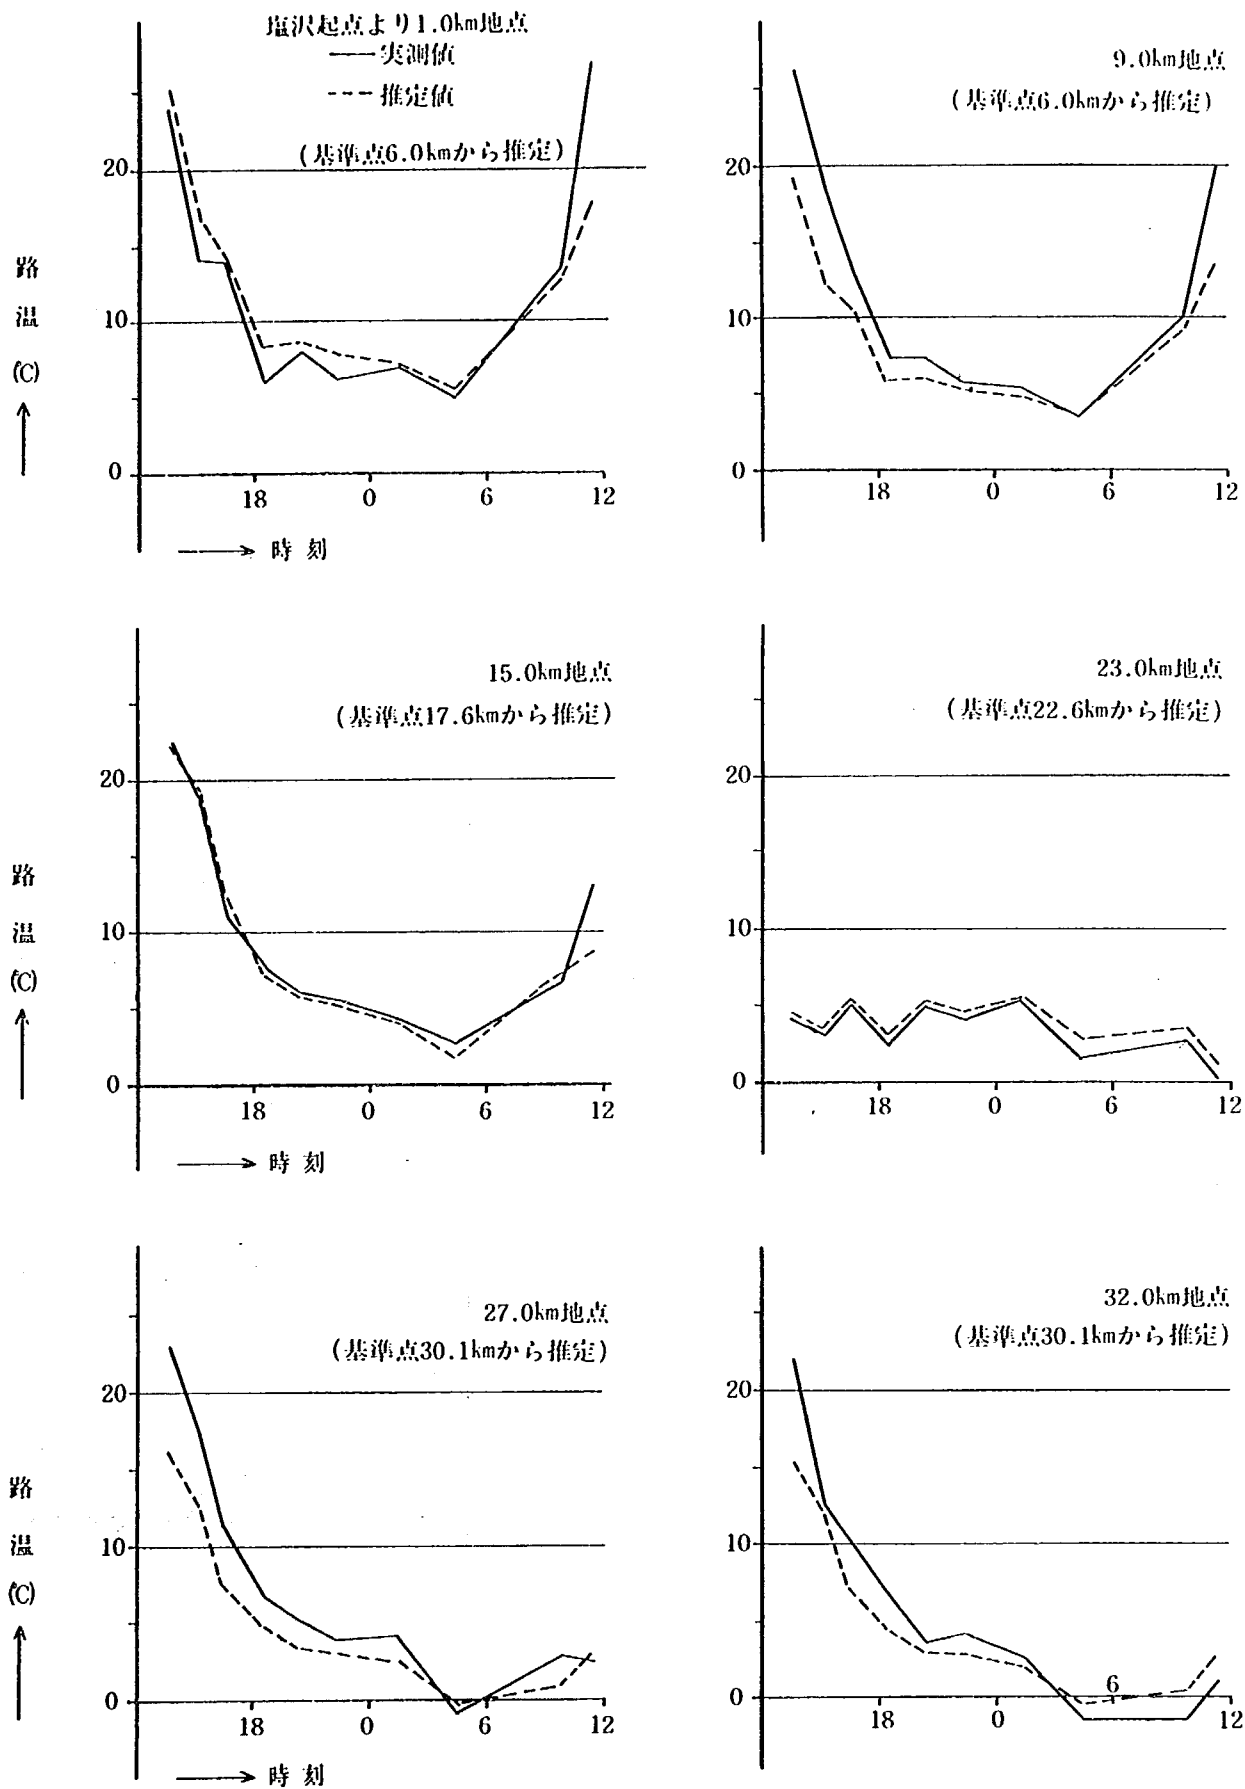 塩沢起点より1.0km地点
実測値
推定値
(基準点6.0kmから推定)
20
10
0
18
0
6
12
路温(℃)
時刻
9.0km地点
(基準点6.0kmから推定)
20
10
0
18
0
6
12
15.0km地点
(基準点17.6kmから推定)
20
10
0
18
0
6
12
路温(℃)
時刻
23.0km地点
(基準点22.6kmから推定)
20
10
0
18
0
6
12
27.0km地点
(基準点30.1kmから推定)
20
10
0
18
0
6
12
路温(℃)
時刻
32.0km地点
(基準点30.1kmから推定)
20
10
0
18
0
6
12